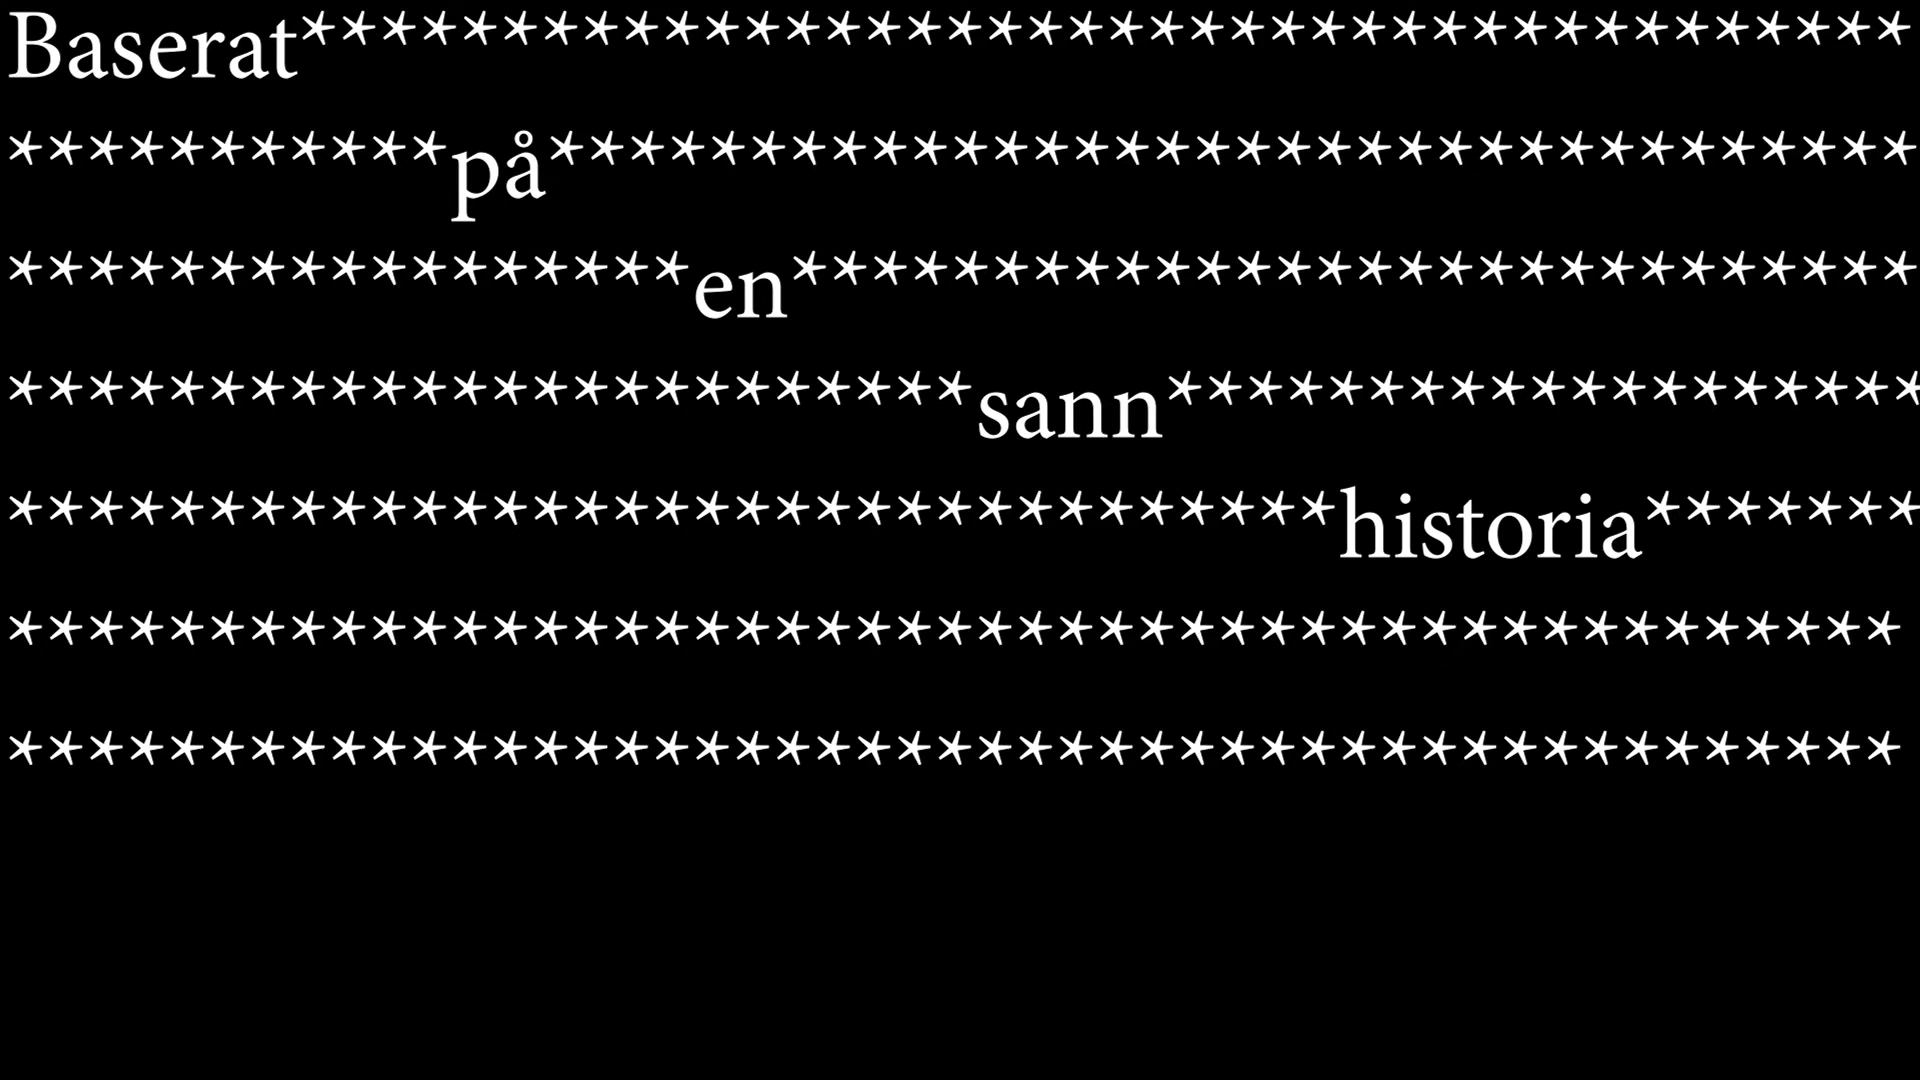 Baserat****************************************
***********på**********************************
*****************en****************************
************************sann*******************
*********************************historia*******
***********************************************
***********************************************